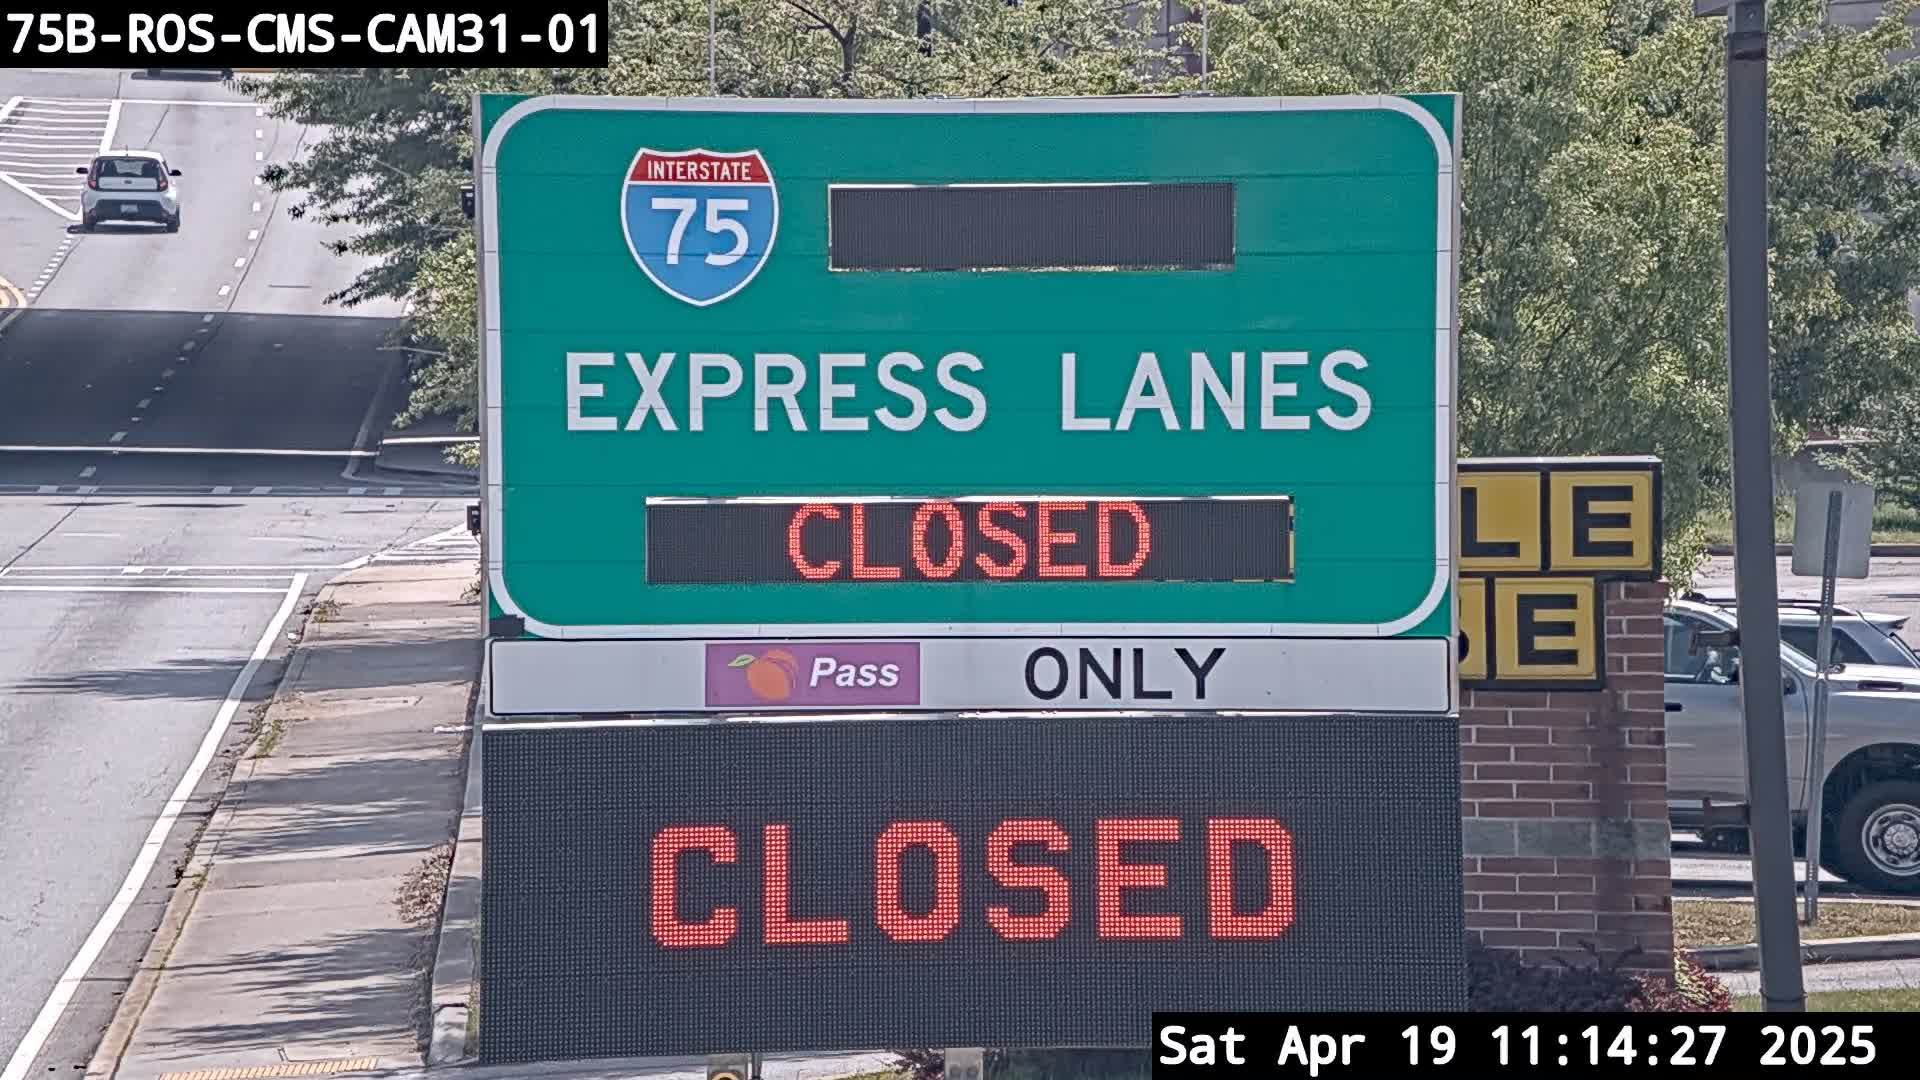 75B-ROS-CMS-CAM31-01
INTERSTATE
75
EXPRESS LANES
CLOSED
LE
E
Pass ONLY
CLOSED
Sat Apr 19 11:14:27 2025